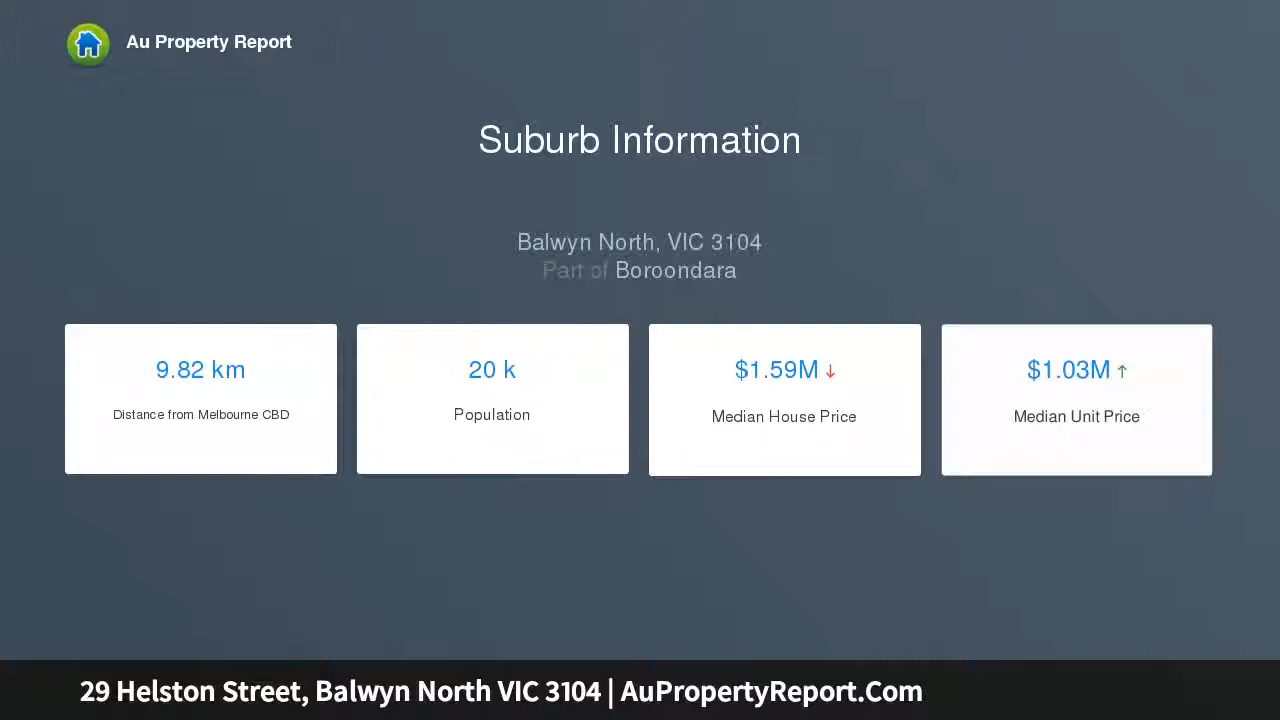 Au Property Report
Suburb Information
Balwyn North, VIC 3104
Part of Boroondara
9.82 km
Distance from Melbourne CBD
20 k
Population
$1.59M ↓
Median House Price
$1.03M ↑
Median Unit Price
29 Helston Street, Balwyn North VIC 3104 | AuPropertyReport.Com